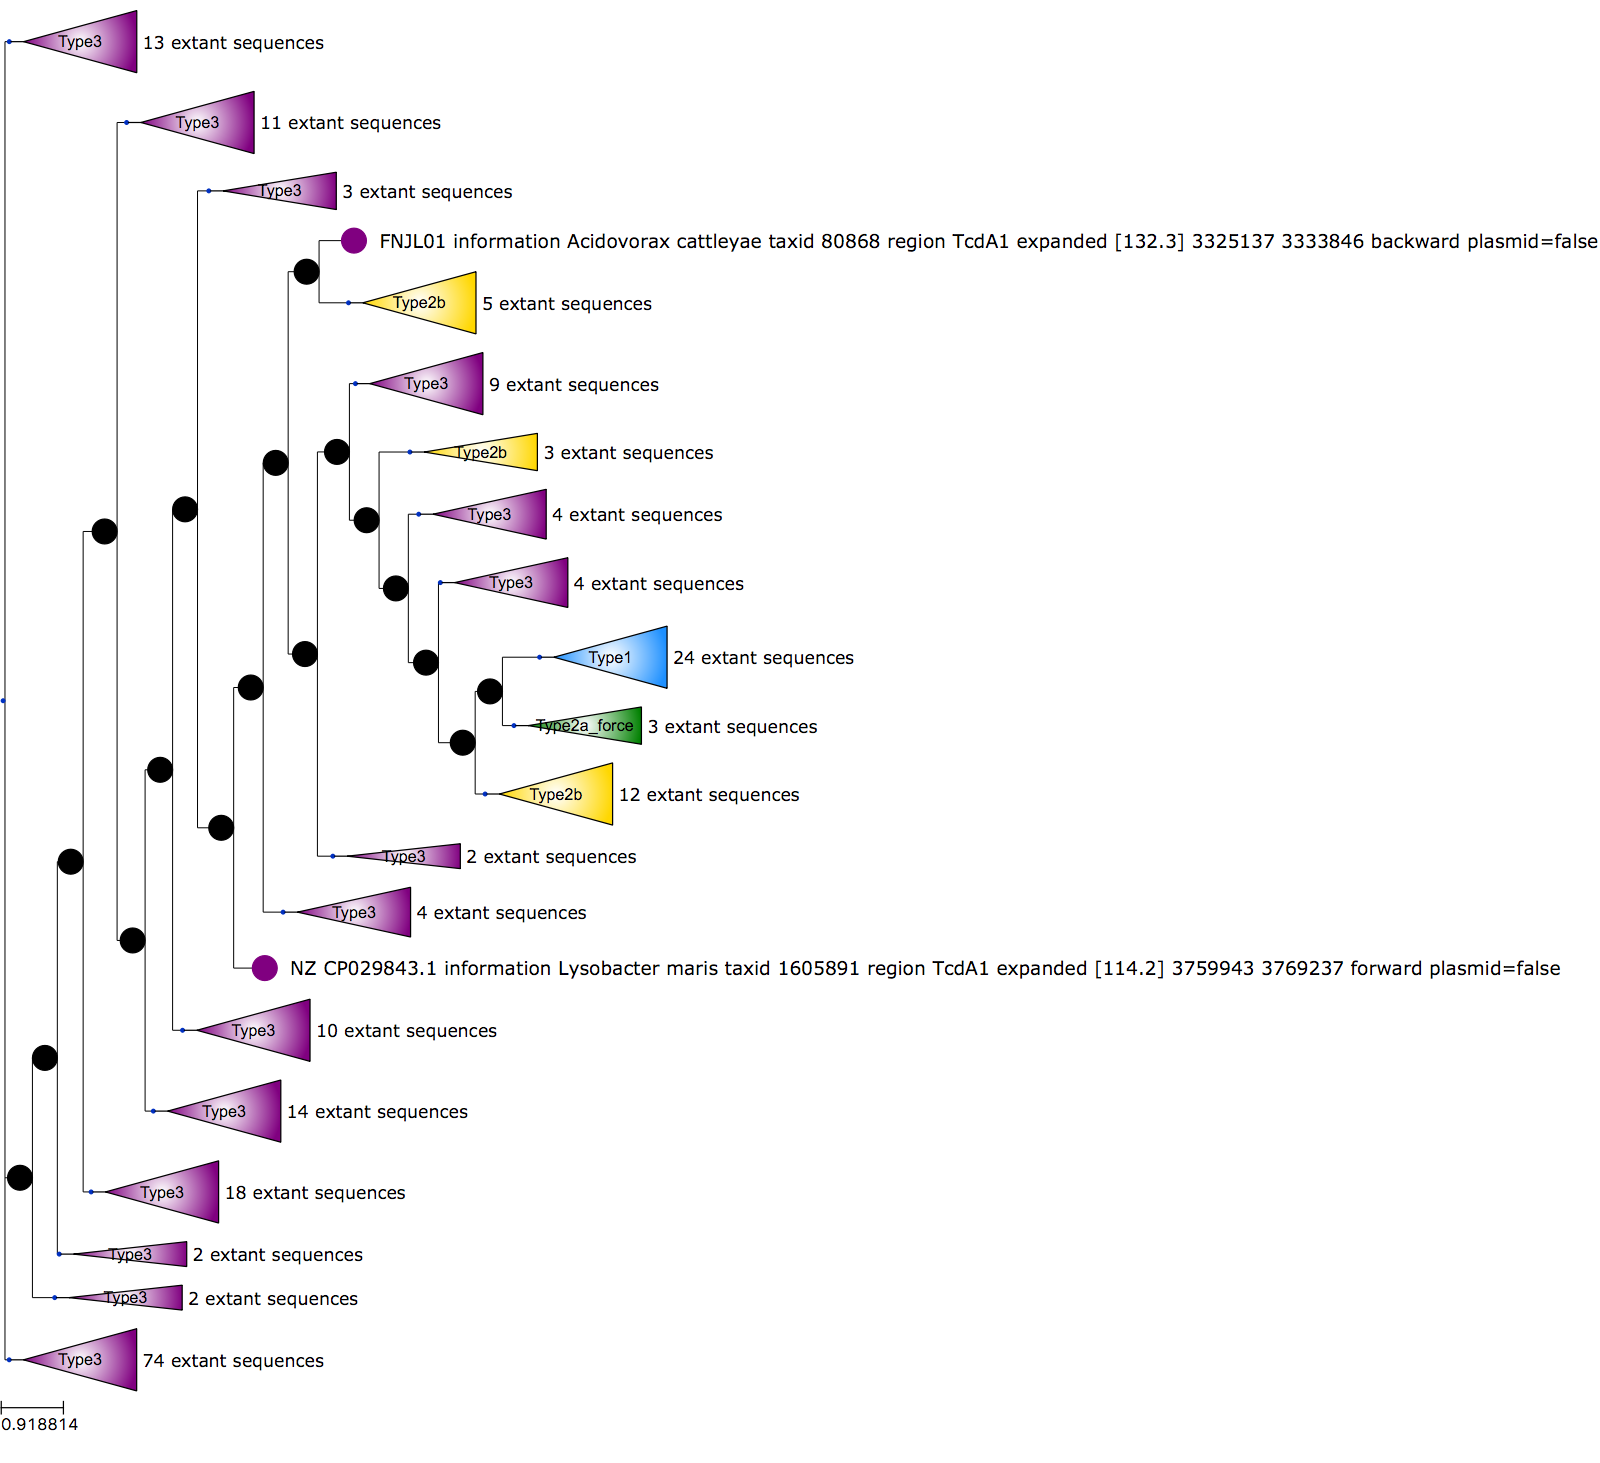 Type3 13 extant sequences
Type3 11 extant sequences
Type3 3 extant sequences
FNJL01 information Acidovorax cattleyae taxid 80868 region TcdA1 expanded [132.3] 3325137 3333846 backward plasmid=false
Type2b 5 extant sequences
Type3 9 extant sequences
Type2b 3 extant sequences
Type3 4 extant sequences
Type3 4 extant sequences
Type1 24 extant sequences
Type2a_force 3 extant sequences
Type2b 12 extant sequences
Type3 2 extant sequences
Type3 4 extant sequences
NZ CP029843.1 information Lysobacter maris taxid 1605891 region TcdA1 expanded [114.2] 3759943 3769237 forward plasmid=false
Type3 10 extant sequences
Type3 14 extant sequences
Type3 18 extant sequences
Type3 2 extant sequences
Type3 2 extant sequences
Type3 74 extant sequences
0.918814